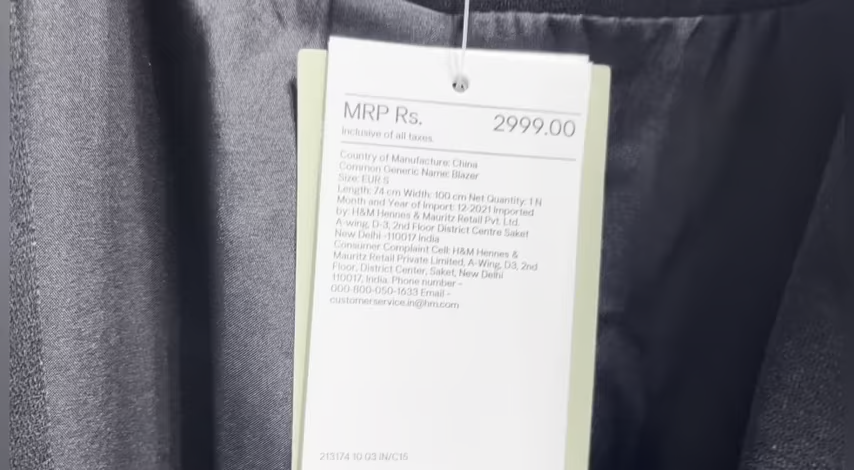 MRP Rs. 2999.00
Inclusive of all taxes.
Country of Manufacture: China
Common Generic Name: Blazer
Size: EUR S
Length: 74 cm Width: 100 cm Net Quantity: 1 N
Month and Year of Import: 12-2021 Imported
by: H&M Hennes & Mauritz Retail Pvt. Ltd.
A-wing, D-3, 2nd Floor District Centre Saket
New Delhi -110017 India
Consumer Complaint Cell: H&M Hennes &
Mauritz Retail Private Limited, A-Wing, D3, 2nd
Floor, District Center, Saket, New Delhi
110017, India. Phone number -
000-800-050-1633 Email -
customerservice.in@hm.com
213174 10 03 IN/C15